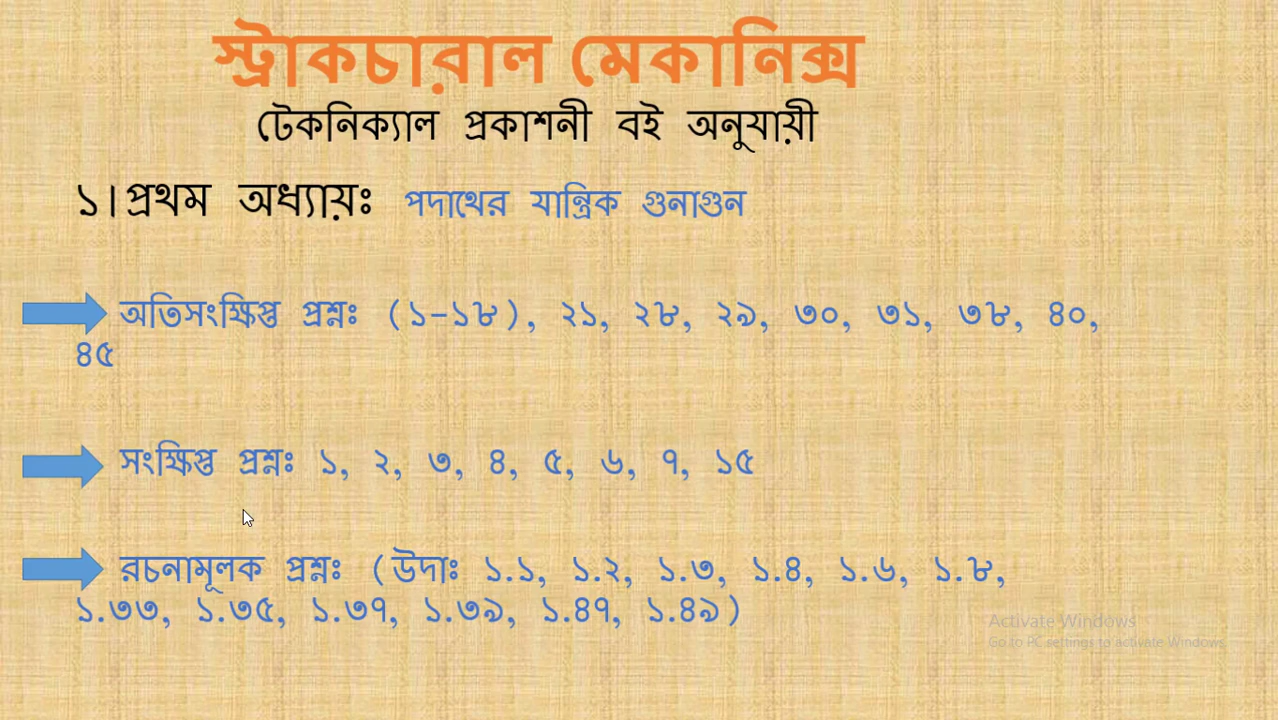 স্ট্রাকচারাল মেকানিক্স
টেকনিক্যাল প্রকাশনী বই অনুযায়ী
১।প্রথম অধ্যায়ঃ পদাথের যান্ত্রিক গুনাগুন
অতিসংক্ষিপ্ত প্রশ্নঃ (১-১৮), ২১, ২৮, ২৯, ৩০, ৩১, ৩৮, ৪০,
৪৫
সংক্ষিপ্ত প্রশ্নঃ ১, ২, ৩, ৪, ৫, ৬, ৭, ১৫
রচনামূলক প্রশ্নঃ (উদাঃ ১.১, ১.২, ১.৩, ১.৪, ১.৬, ১.৮,
১.৩৩, ১.৩৫, ১.৩৭, ১.৩৯, ১.৪৭, ১.৪৯)
Activate Windows
Go to PC settings to activate Windows.